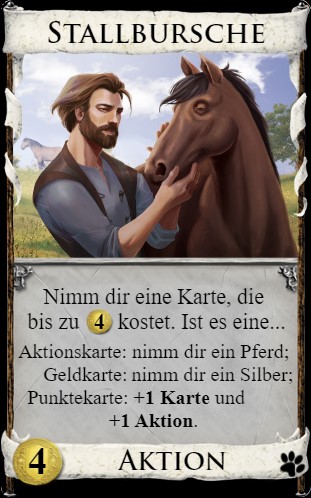 Stallbursche
Nimm dir eine Karte, die
bis zu 4 kostet. Ist es eine...
Aktionskarte: nimm dir ein Pferd;
Geldkarte: nimm dir ein Silber;
Punktekarte: +1 Karte und
+1 Aktion.
4 Aktion